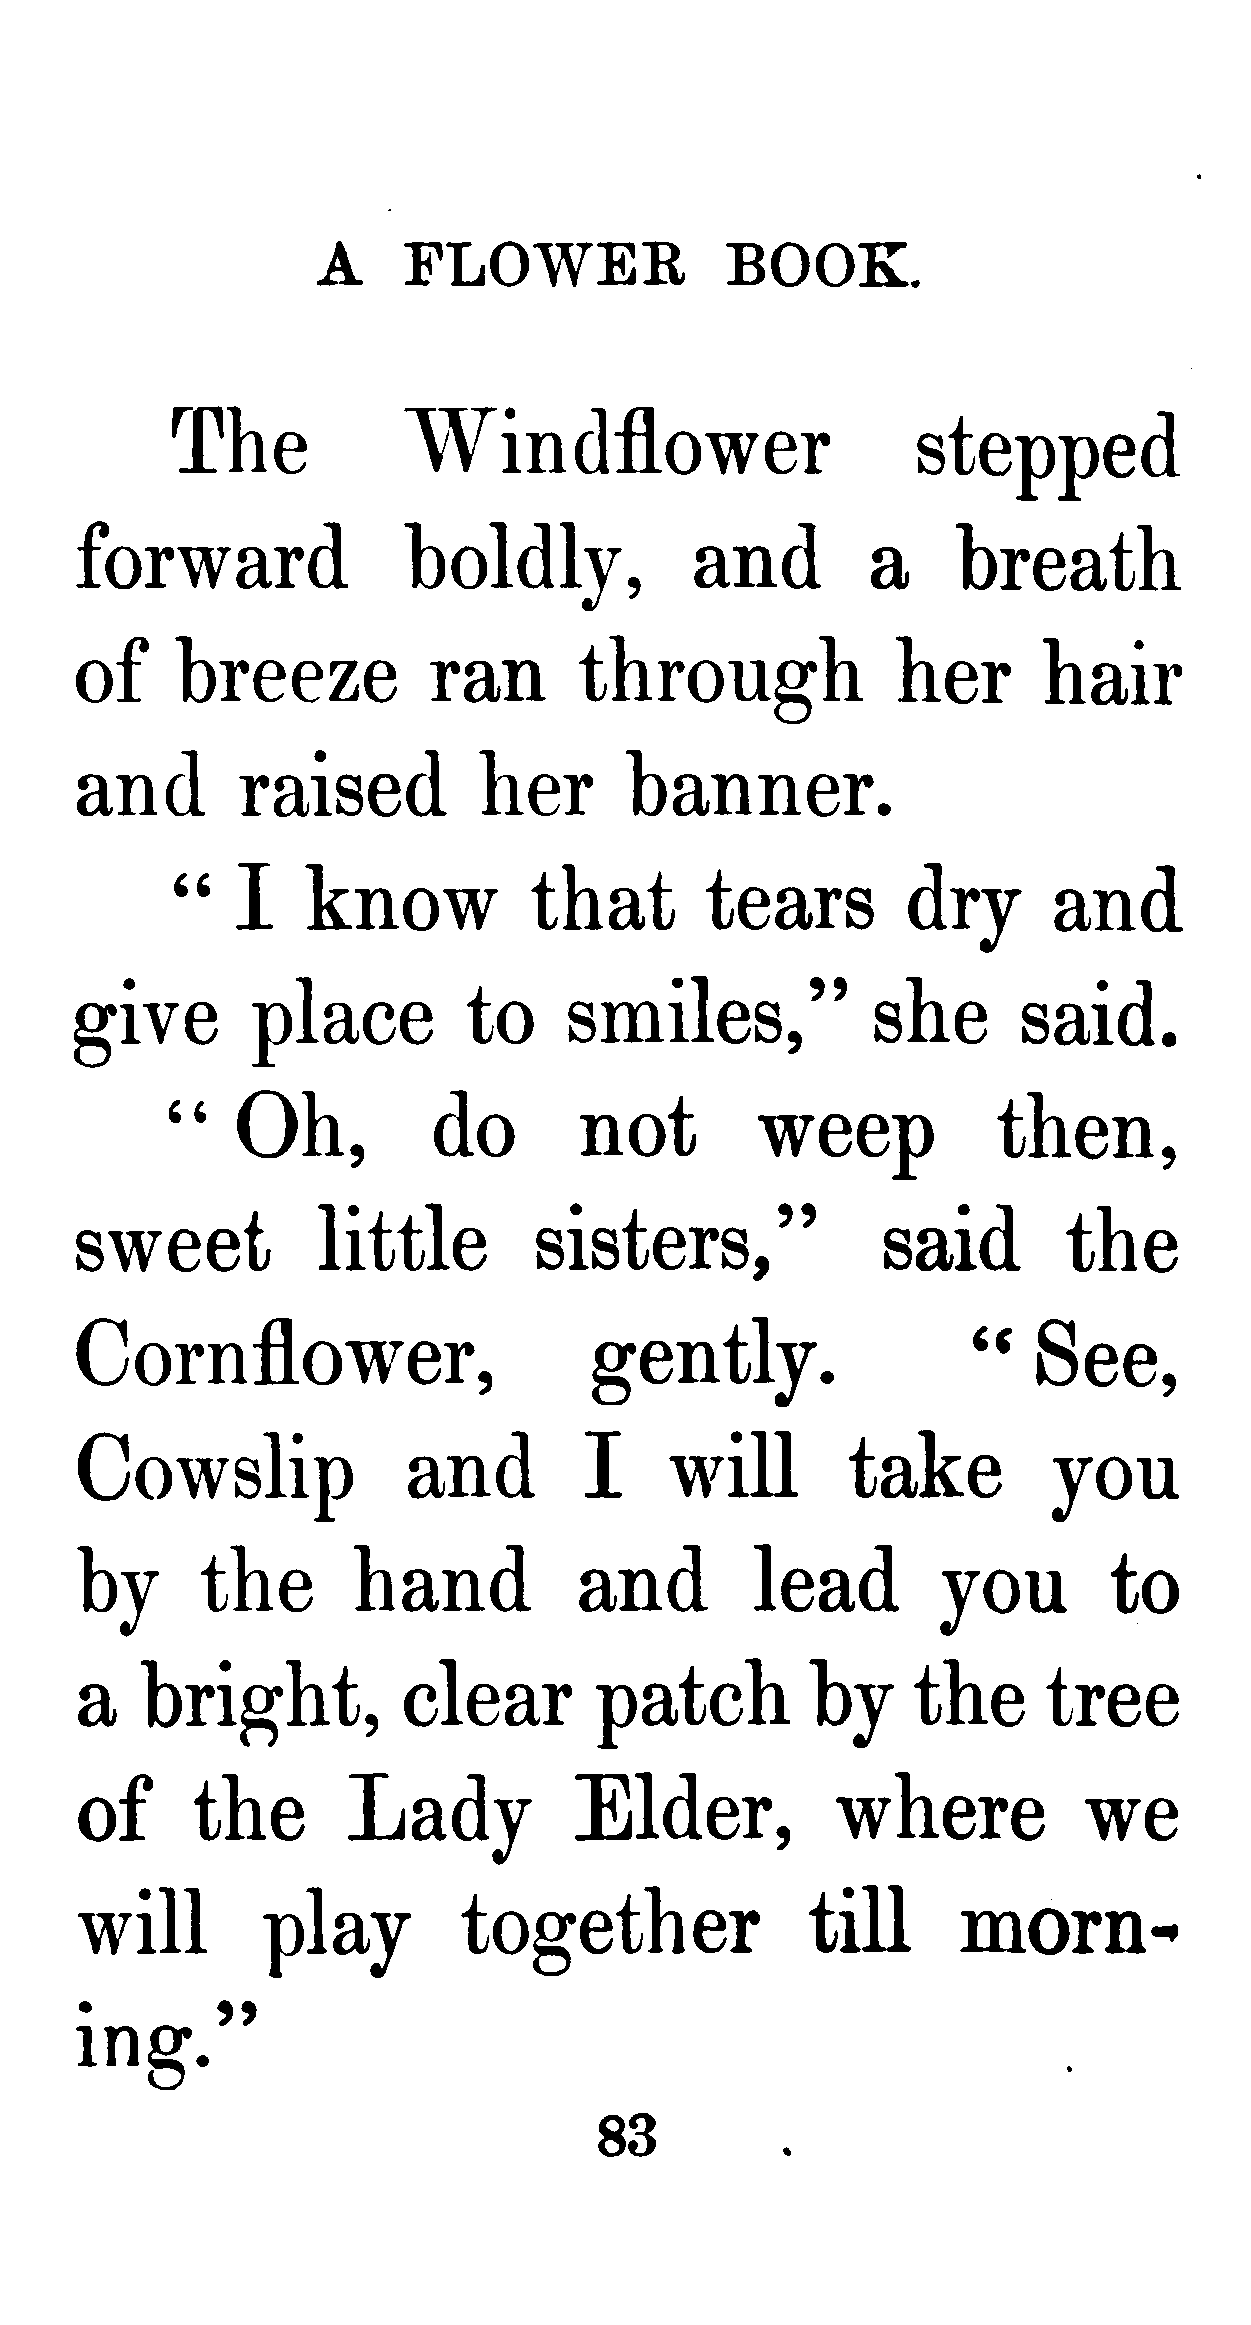 A FLOWER BOOK.
The Windflower stepped
forward boldly, and a breath
of breeze ran through her hair
and raised her banner.
“ I know that tears dry and
give place to smiles,” she said.
“ Oh, do not weep then,
sweet little sisters,” said the
Cornflower, gently. “ See,
Cowslip and I will take you
by the hand and lead you to
a bright, clear patch by the tree
of the Lady Elder, where we
will play together till morn-
ing.”
83